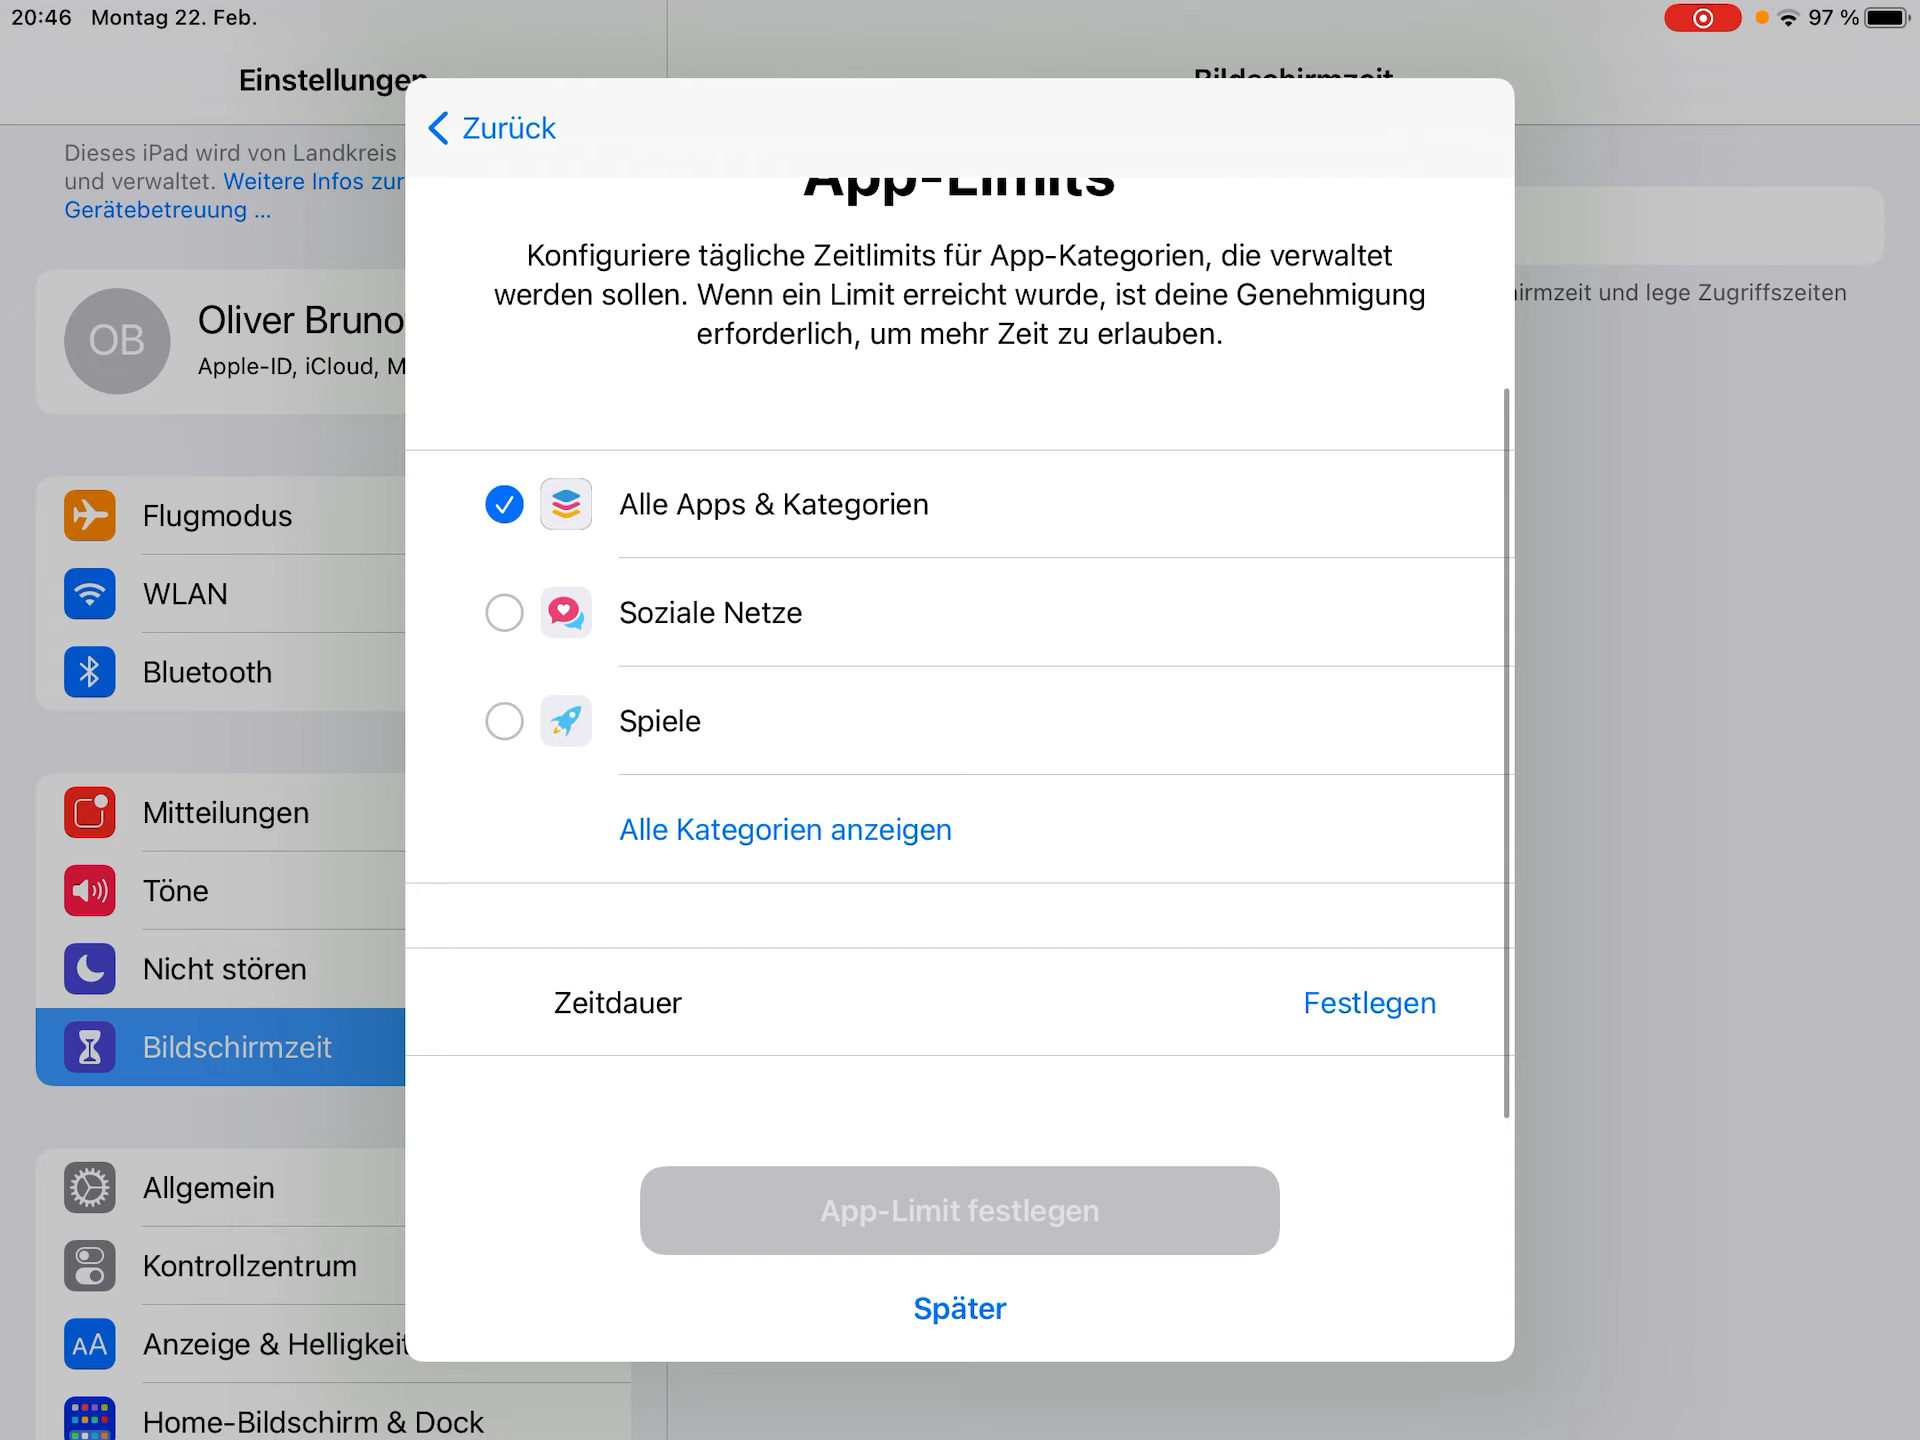 20:46 Montag 22. Feb.
97 %
Einstellungen
Bildschirmzeit
Dieses iPad wird von Landkreis
und verwaltet. Weitere Infos zur
Gerätebetreuung ...
OB
Oliver Bruno
Apple-ID, iCloud, M
Flugmodus
WLAN
Bluetooth
Mitteilungen
Töne
Nicht stören
Bildschirmzeit
Allgemein
Kontrollzentrum
AA
Anzeige & Helligkeit
Home-Bildschirm & Dock
Zurück
App-Limits
Konfiguriere tägliche Zeitlimits für App-Kategorien, die verwaltet
werden sollen. Wenn ein Limit erreicht wurde, ist deine Genehmigung
erforderlich, um mehr Zeit zu erlauben.
Alle Apps & Kategorien
Soziale Netze
Spiele
Alle Kategorien anzeigen
Zeitdauer
Festlegen
App-Limit festlegen
Später
irmzeit und lege Zugriffszeiten